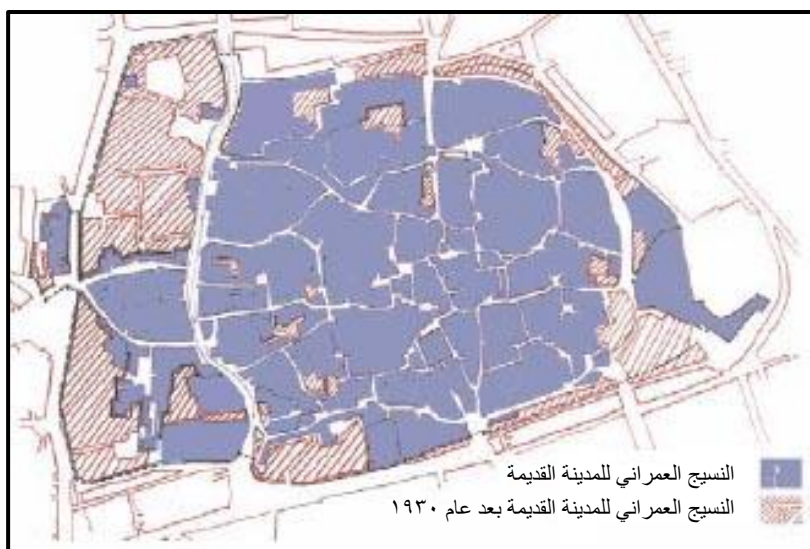 النسيج العمراني للمدينة القديمة
النسيج العمراني للمدينة القديمة بعد عام ١٩٣٠